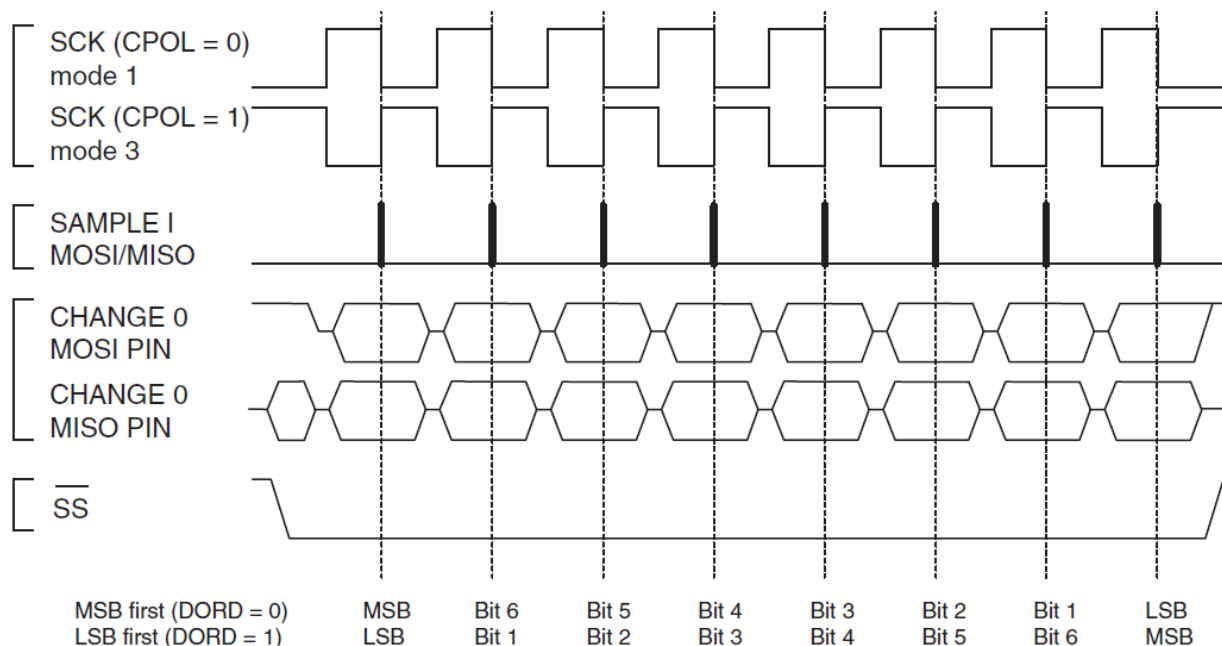 SCK (CPOL = 0)
mode 1
SCK (CPOL = 1)
mode 3
SAMPLE I
MOSI/MISO
CHANGE 0
MOSI PIN
CHANGE 0
MISO PIN
SS
MSB first (DORD = 0) MSB Bit 6 Bit 5 Bit 4 Bit 3 Bit 2 Bit 1 LSB
LSB first (DORD = 1) LSB Bit 1 Bit 2 Bit 3 Bit 4 Bit 5 Bit 6 MSB